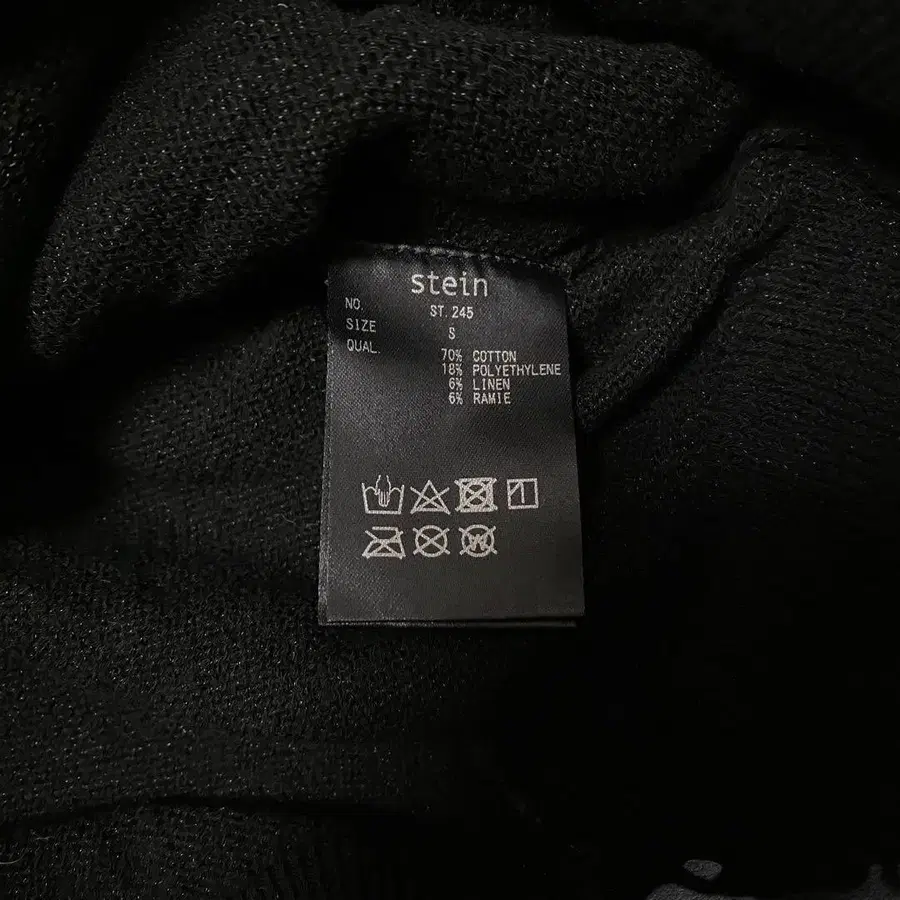 stein
NO. ST.245
SIZE S
QUAL. 70% COTTON
18% POLYETHYLENE
6% LINEN
6% RAMIE
W